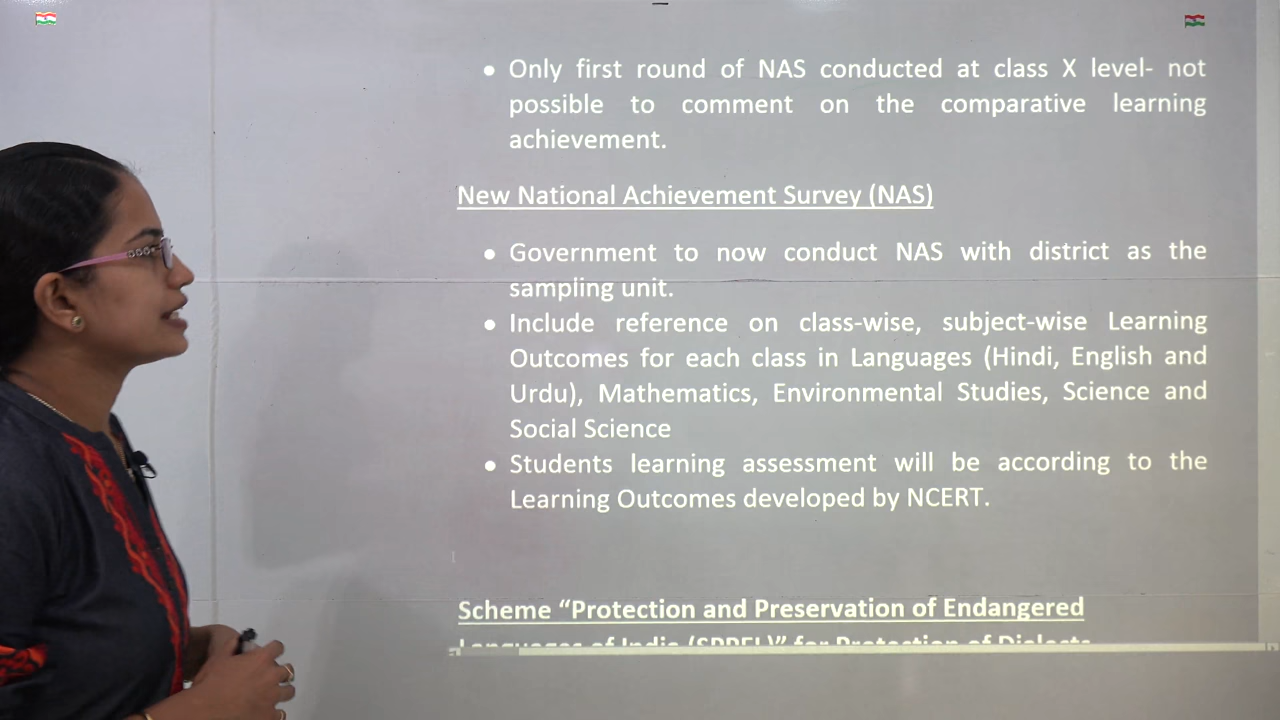 • Only first round of NAS conducted at class X level- not
possible to comment on the comparative learning
achievement.
New National Achievement Survey (NAS)
• Government to now conduct NAS with district as the
sampling unit.
• Include reference on class-wise, subject-wise Learning
Outcomes for each class in Languages (Hindi, English and
Urdu), Mathematics, Environmental Studies, Science and
Social Science
• Students learning assessment will be according to the
Learning Outcomes developed by NCERT.
Scheme “Protection and Preservation of Endangered
Languages of India (SPPEL)” for Protection of Dialects